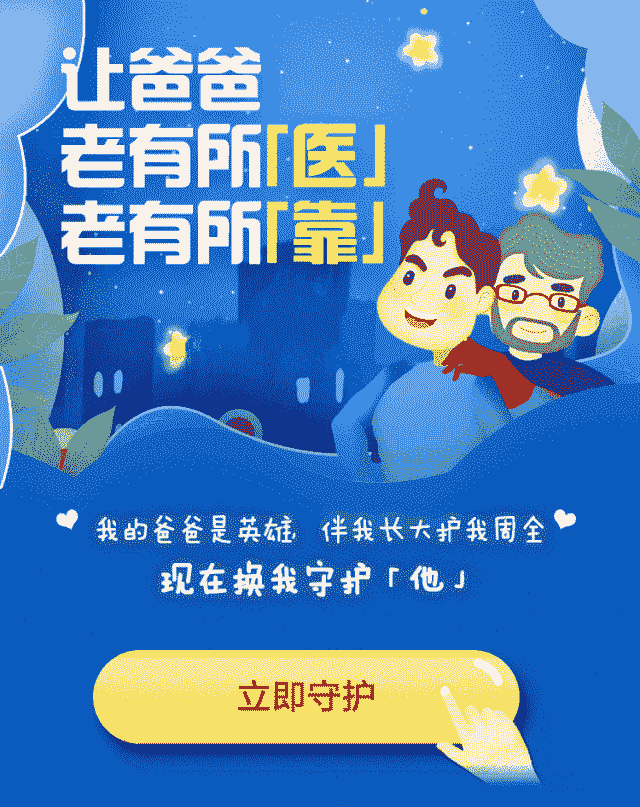 让爸爸
老有所「医」
老有所「靠」
我的爸爸是英雄 伴我长大护我周全
现在换我守护「他」
立即守护